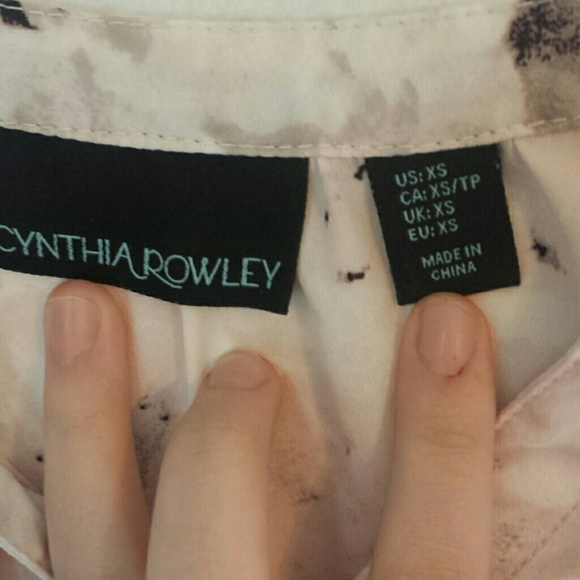 CYNTHIA ROWLEY
US: XS
CA: XS/TP
UK: XS
EU: XS
MADE IN
CHINA